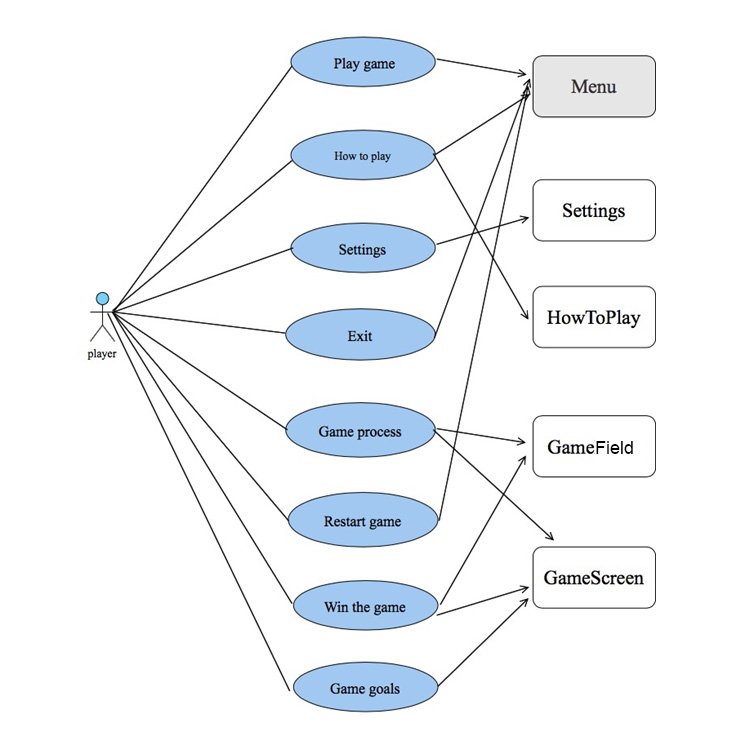 Play game
Menu
How to play
Settings
Settings
Exit
HowToPlay
player
Game process
GameField
Restart game
GameScreen
Win the game
Game goals